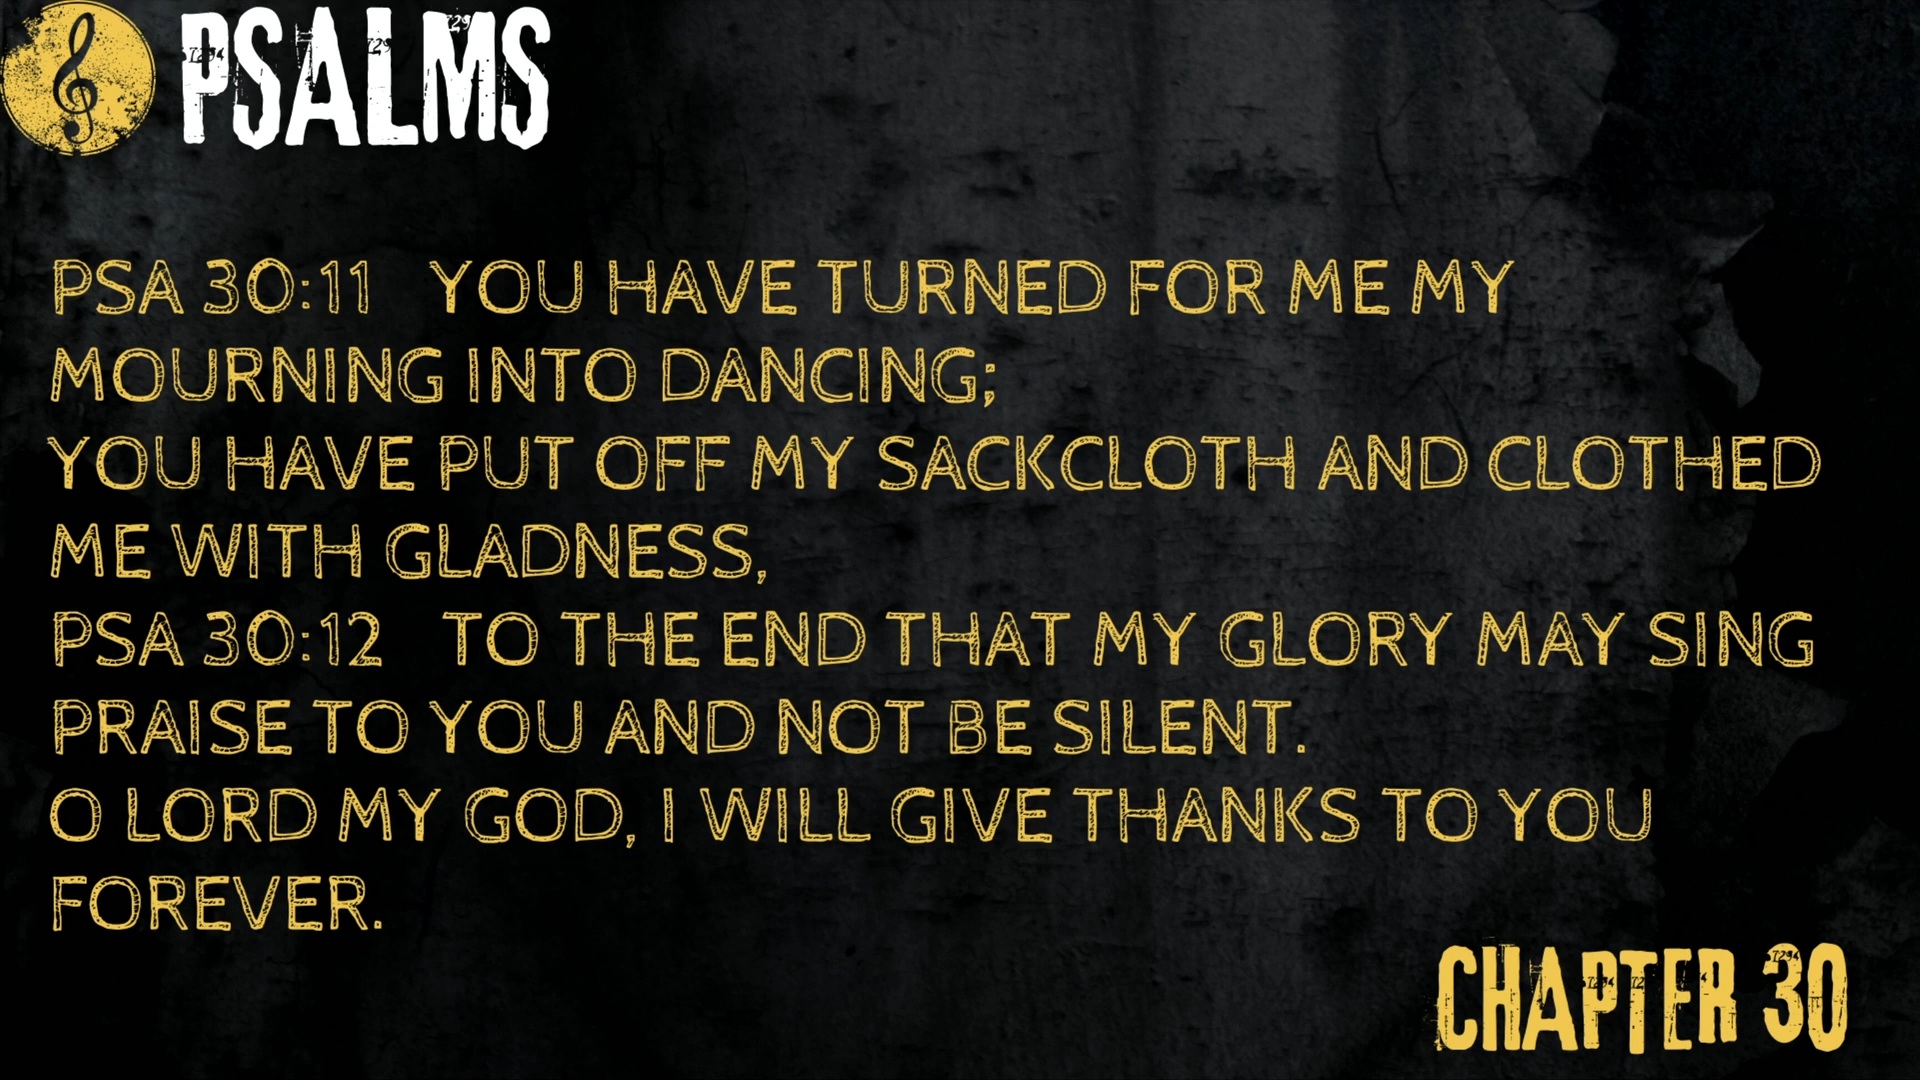 PSALMS
PSA 30:11   YOU HAVE TURNED FOR ME MY
MOURNING INTO DANCING;
YOU HAVE PUT OFF MY SACKCLOTH AND CLOTHED
ME WITH GLADNESS,
PSA 30:12   TO THE END THAT MY GLORY MAY SING
PRAISE TO YOU AND NOT BE SILENT.
O LORD MY GOD, I WILL GIVE THANKS TO YOU
FOREVER.
CHAPTER 30